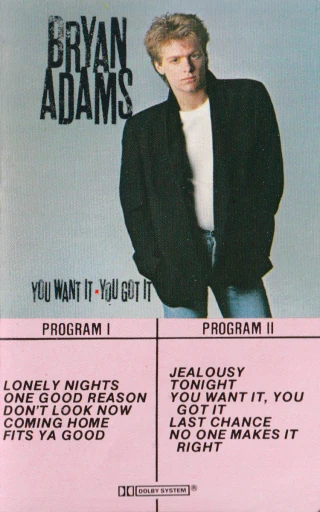 BRYAN
ADAMS
YOU WANT IT • YOU GOT IT
PROGRAM I
PROGRAM II
LONELY NIGHTS
ONE GOOD REASON
DON'T LOOK NOW
COMING HOME
FITS YA GOOD
JEALOUSY
TONIGHT
YOU WANT IT, YOU
GOT IT
LAST CHANCE
NO ONE MAKES IT
RIGHT
DOLBY SYSTEM ®